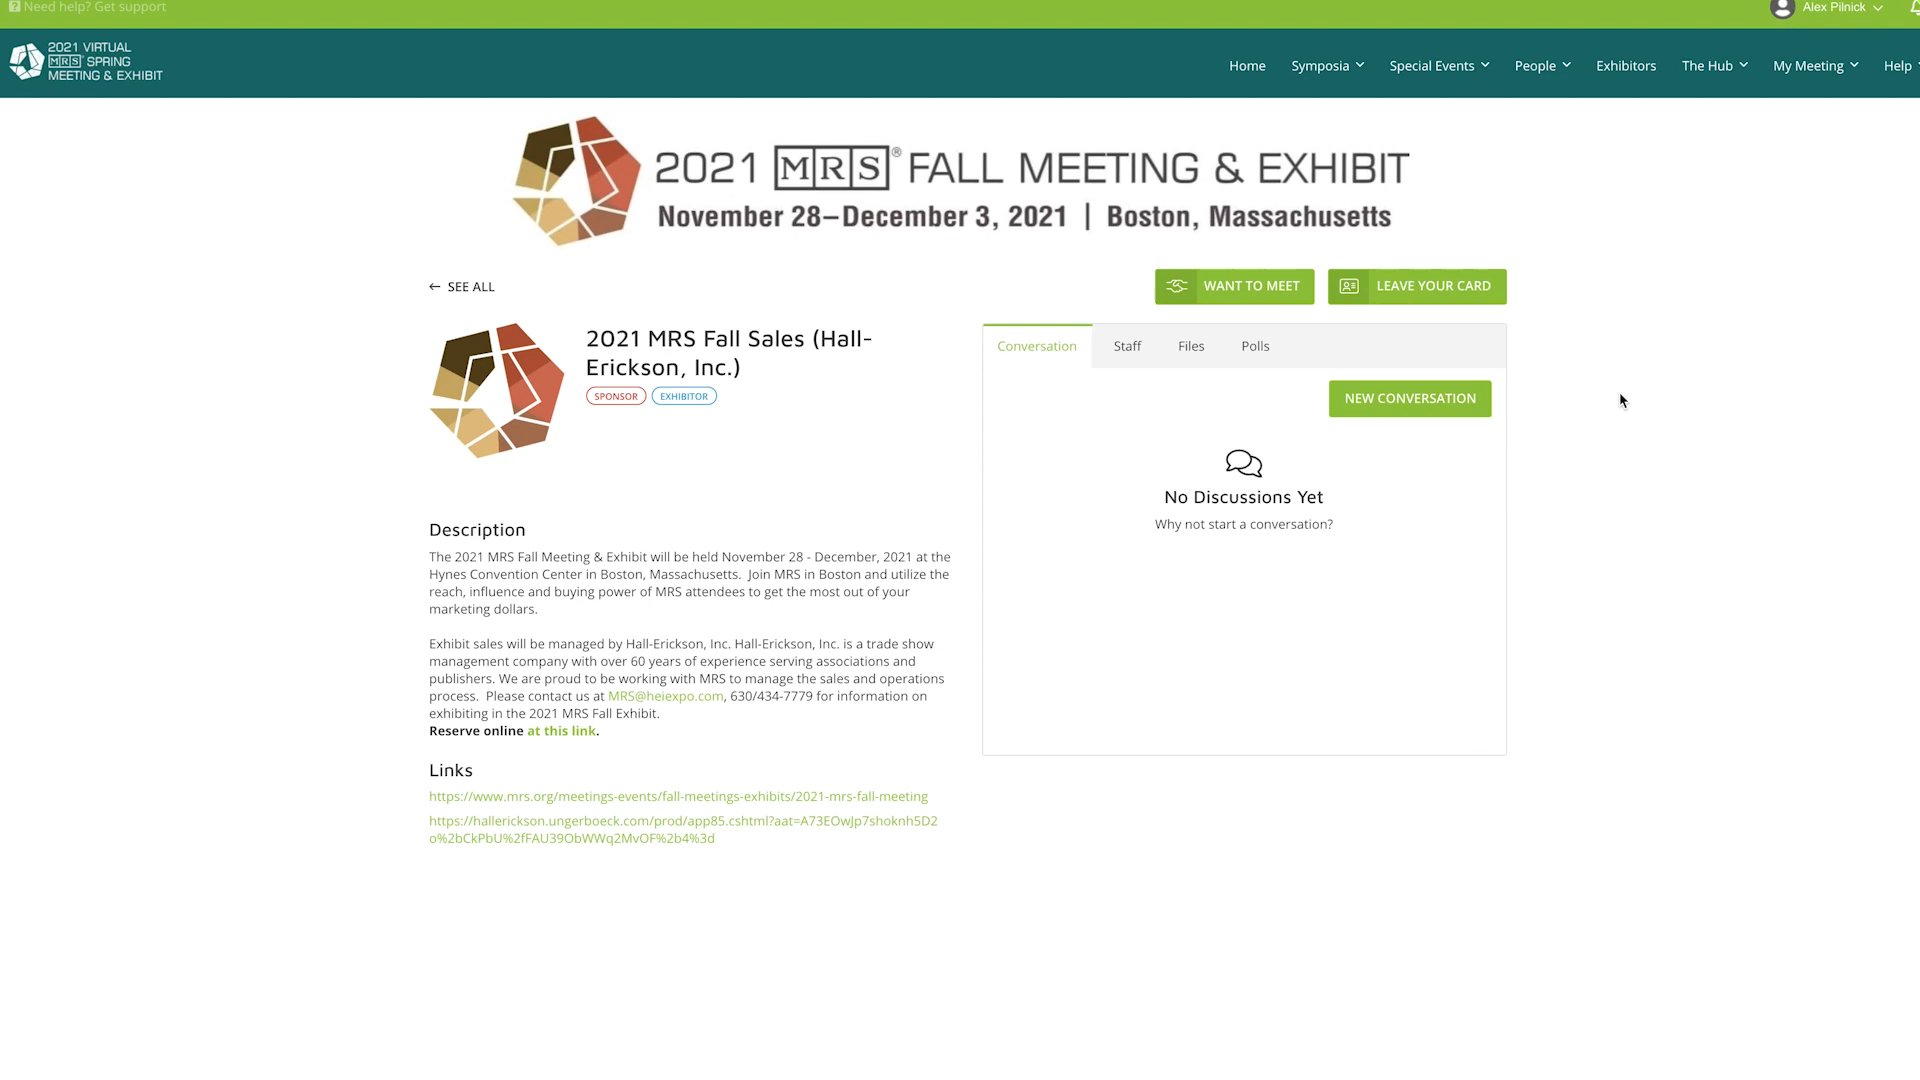 Need help? Get support
Alex Pilnick
2021 VIRTUAL
MRS SPRING
MEETING & EXHIBIT
Home Symposia Special Events People Exhibitors The Hub My Meeting Help
2021 MRS® FALL MEETING & EXHIBIT
November 28–December 3, 2021 | Boston, Massachusetts
← SEE ALL
WANT TO MEET
LEAVE YOUR CARD
2021 MRS Fall Sales (Hall-
Erickson, Inc.)
SPONSOR EXHIBITOR
Conversation Staff Files Polls
NEW CONVERSATION
No Discussions Yet
Why not start a conversation?
Description
The 2021 MRS Fall Meeting & Exhibit will be held November 28 - December, 2021 at the
Hynes Convention Center in Boston, Massachusetts.  Join MRS in Boston and utilize the
reach, influence and buying power of MRS attendees to get the most out of your
marketing dollars.
Exhibit sales will be managed by Hall-Erickson, Inc. Hall-Erickson, Inc. is a trade show
management company with over 60 years of experience serving associations and
publishers. We are proud to be working with MRS to manage the sales and operations
process.  Please contact us at MRS@heiexpo.com, 630/434-7779 for information on
exhibiting in the 2021 MRS Fall Exhibit.
Reserve online at this link.
Links
https://www.mrs.org/meetings-events/fall-meetings-exhibits/2021-mrs-fall-meeting
https://hallerickson.ungerboeck.com/prod/app85.cshtml?aat=A73EOwJp7shoknh5D2
o%2bCkPbU%2fFAU39ObWWq2MvOF%2b4%3d